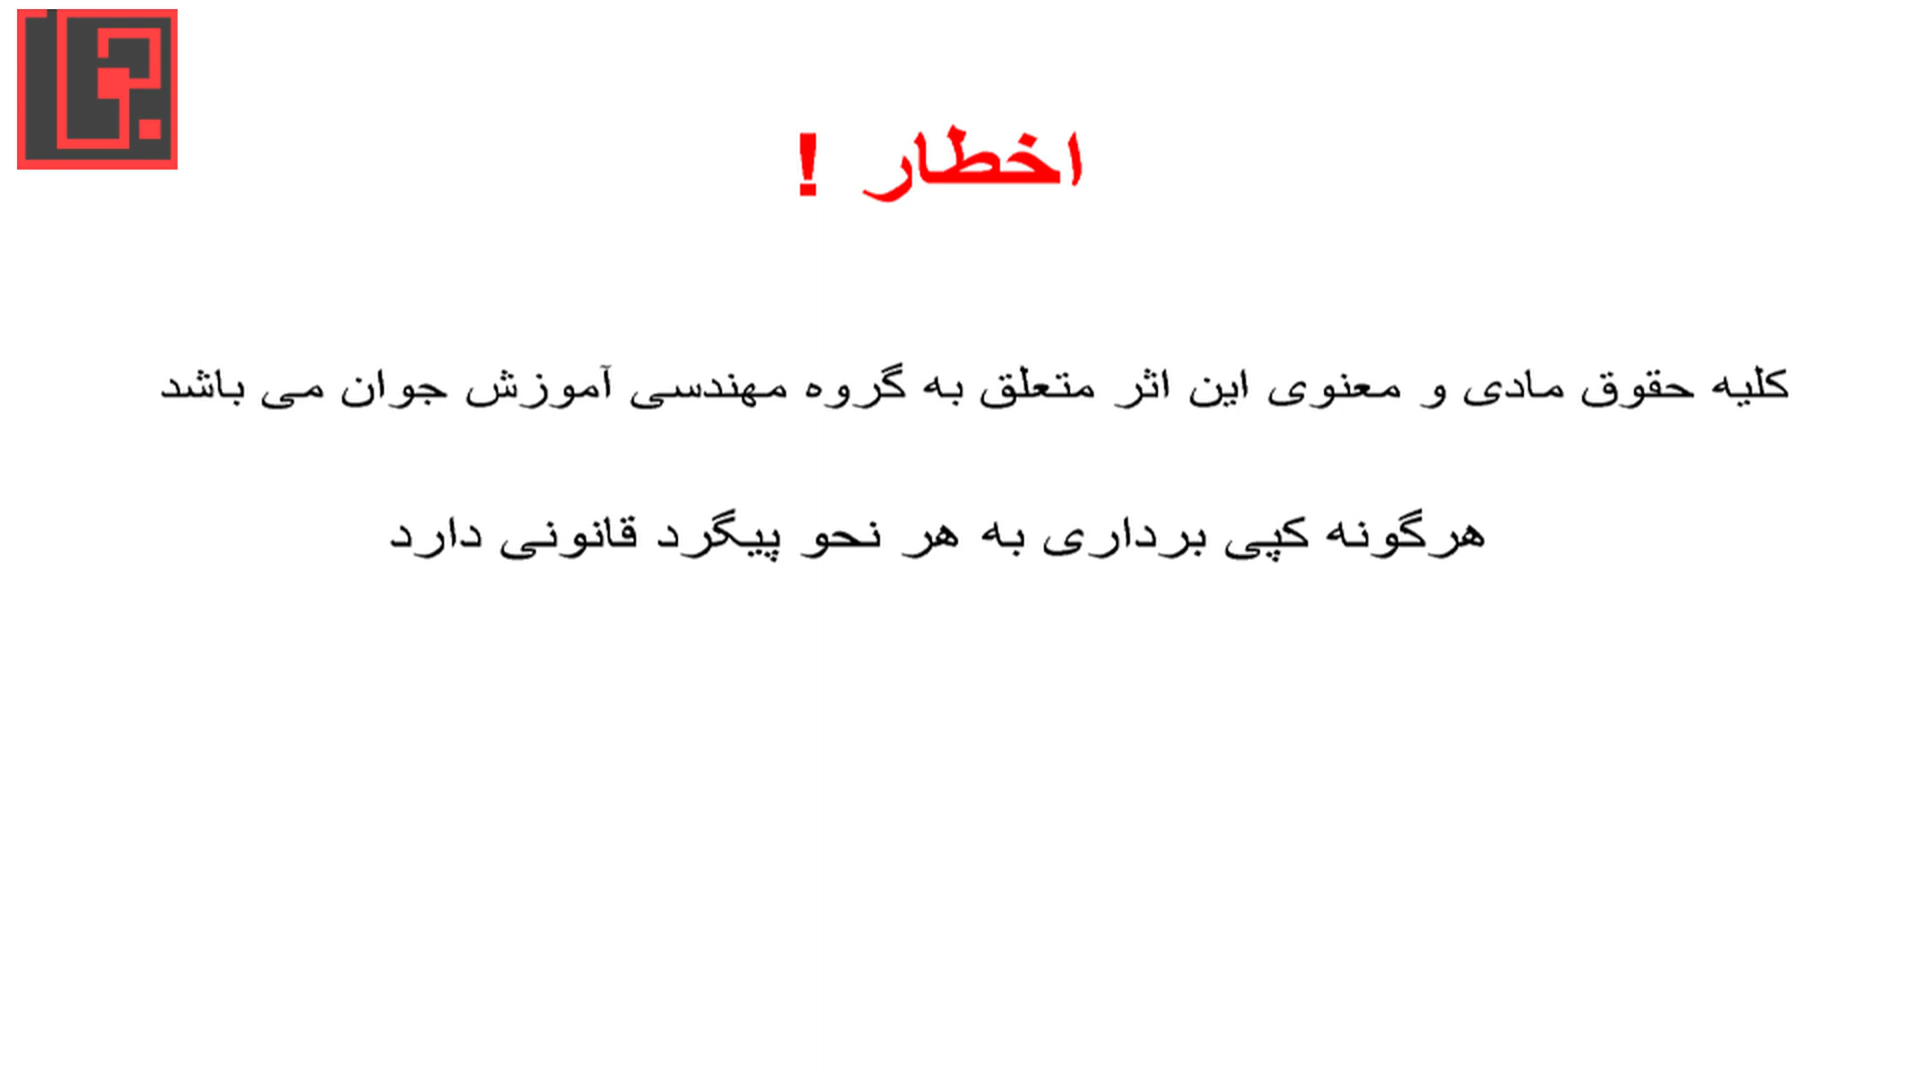 اخطار !
کلیه حقوق مادی و معنوی این اثر متعلق به گروه مهندسی آموزش جوان می باشد
هرگونه کپی برداری به هر نحو پیگرد قانونی دارد